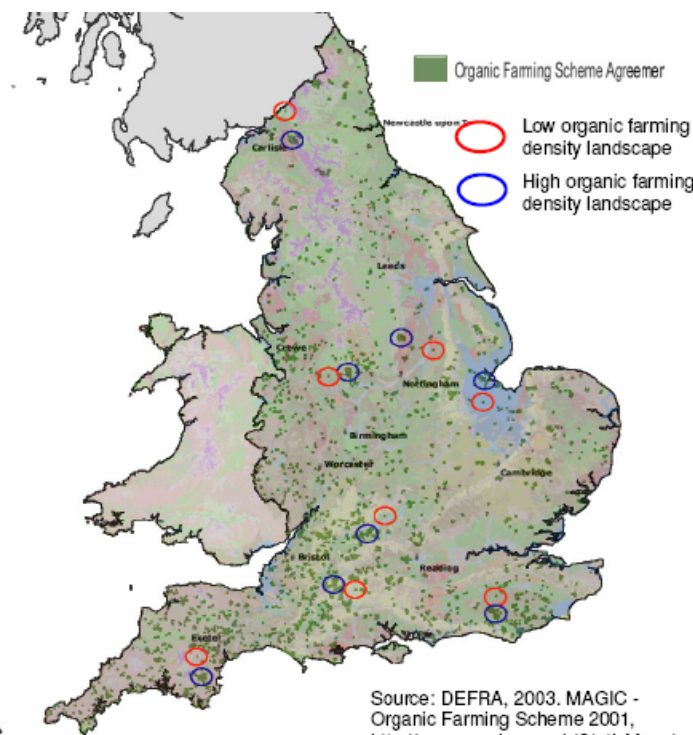 Organic Farming Scheme Agreemer
Newcastle upon T
Low organic farming
density landscape
Carlisle
High organic farming
density landscape
Leeds
Crewe
Nottingham
Birmingham
Worcester
Cambridge
Bristol
Reading
Exeter
Source: DEFRA, 2003. MAGIC -
Organic Farming Scheme 2001,